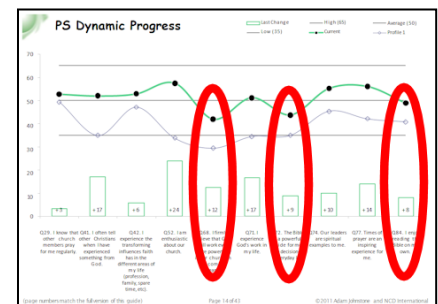 PS Dynamic Progress
Last Change
High (66)
Average (50)
Low (35)
Current
Profile 1
70
60
50
40
30
20
10
0
+3 +17 +6 +24 +12 +17 +9 +10 +14 +8
Q29. I know that other church members pray for me regularly.
Q41. I often tell other Christians when I have experienced something from God.
Q42. I experience the transforming influences faith has in the different areas of my life (profession, family, spare time, etc)
Q52. I am enthusiastic about our church.
Q71. I experience God's work in my life.
Q74. Our leaders are spiritual examples to me.
Q77. Times of prayer are an inspiring experience for me.
(page numbers match the full version of the guide)
Page 14 of
©2011 Adam Johnstone and NCD International